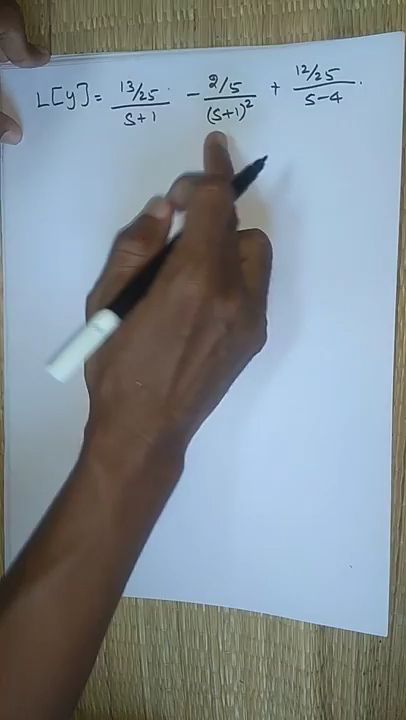 L[y] = 13/25 / s+1 - 2/5 / (s+1)² + 12/25 / s-4 .